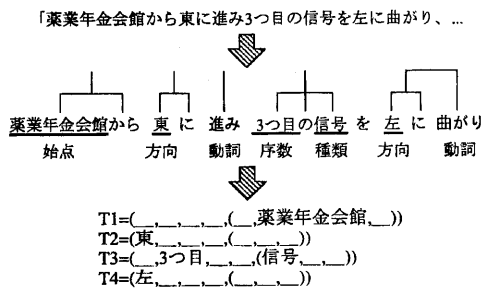 「薬業年金会館から東に進み3つ目の信号を左に曲がり、...
薬業年金会館から 東 に 進み 3つ目の信号 を 左 に 曲がり
始点 方向 動詞 序数 種類 方向 動詞
T1=(__,__,__,__,(__,薬業年金会館,__))
T2=(東,__,__,__,(__,__,__))
T3=(__,3つ目,__,__,(信号,__,__))
T4=(左,__,__,__,(__,__,__))